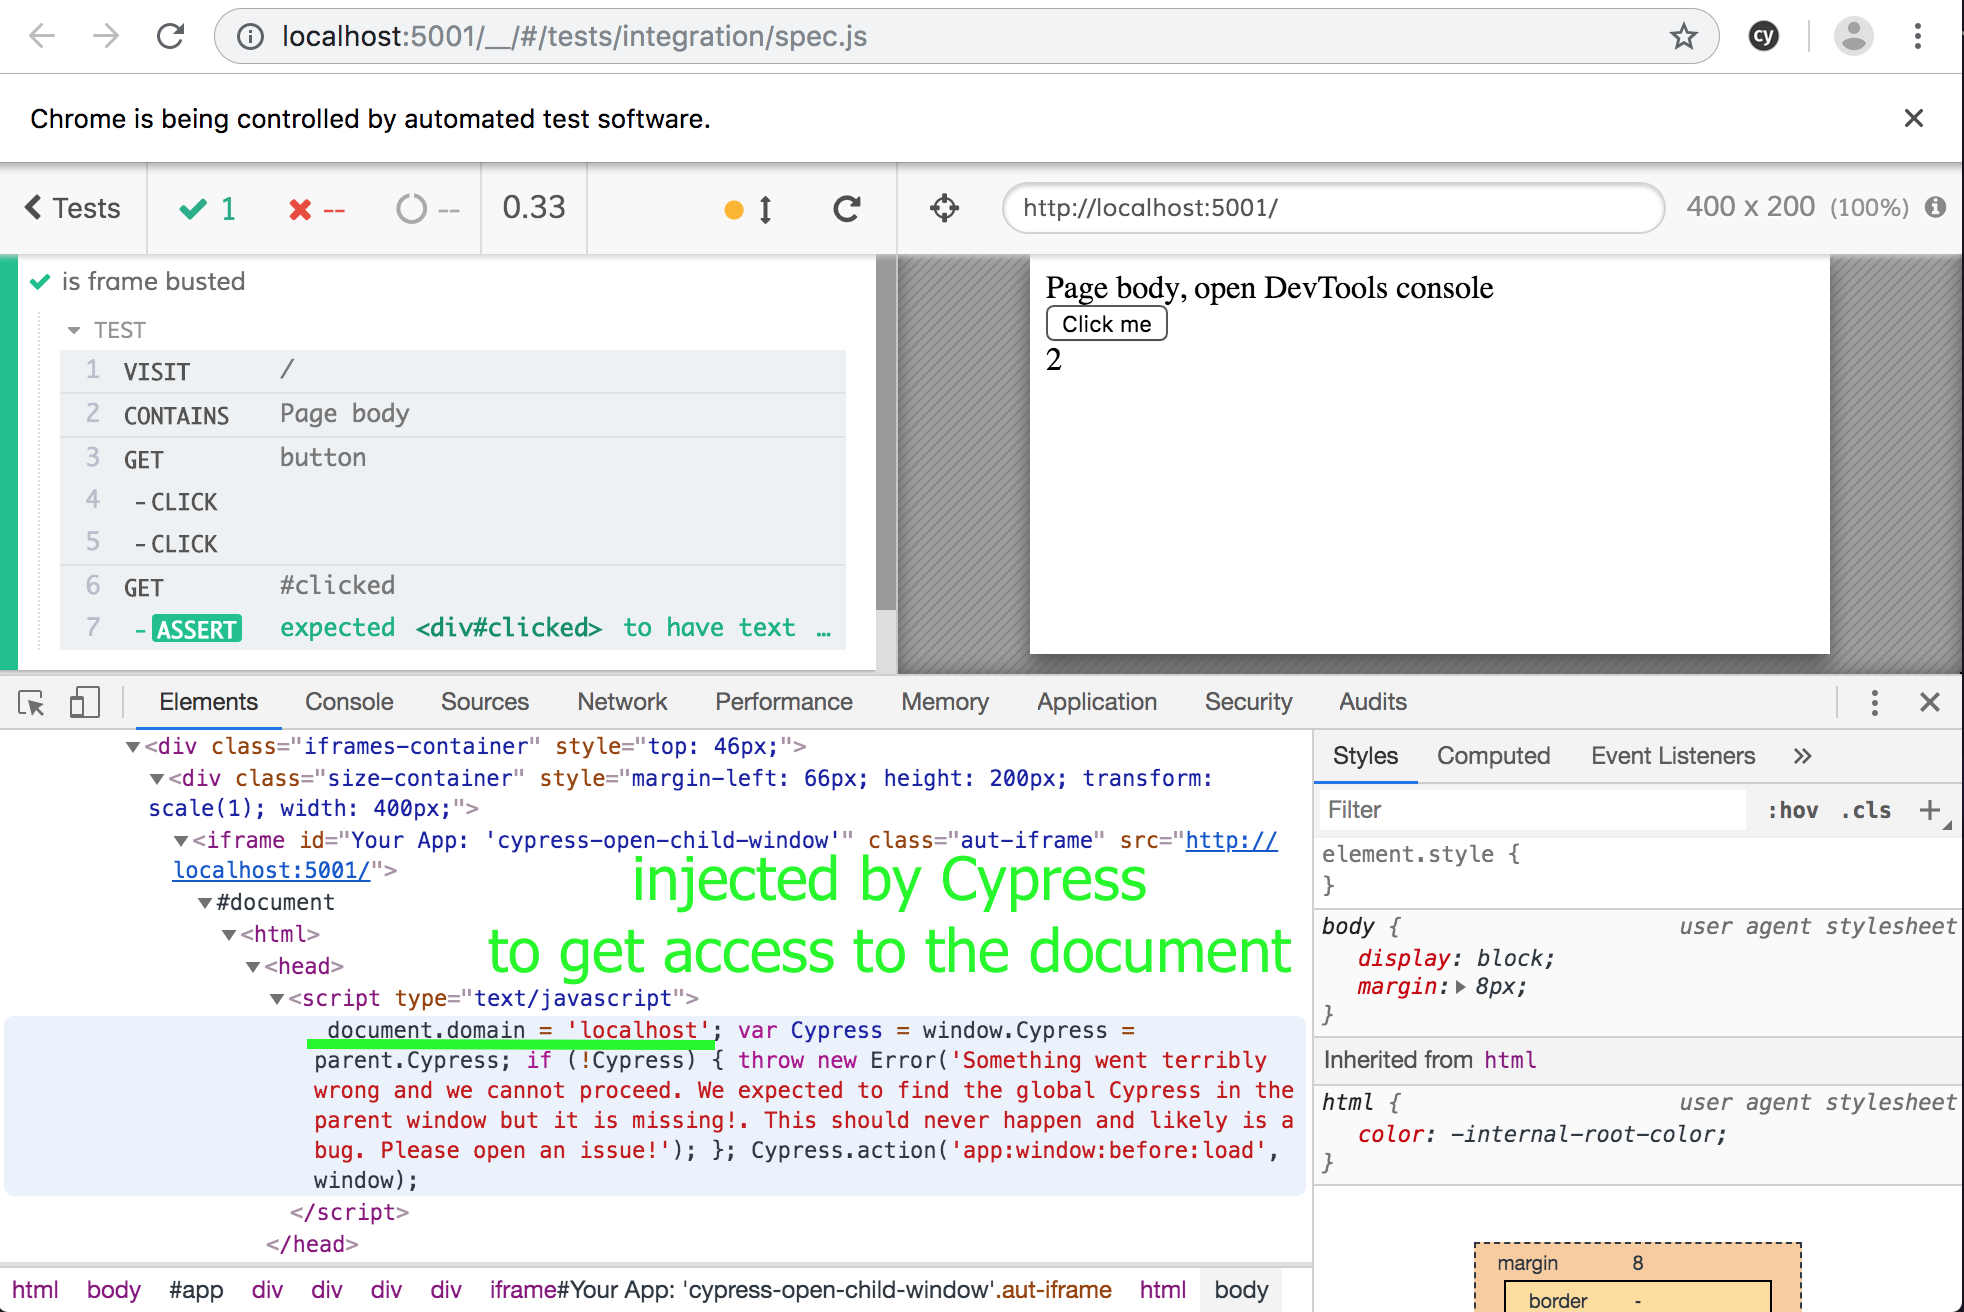 localhost:5001/__/#/tests/integration/spec.js
cy
Chrome is being controlled by automated test software.
Tests 1 -- -- 0.33
http://localhost:5001/ 400 x 200 (100%)
is frame busted
TEST
1 VISIT /
2 CONTAINS Page body
3 GET button
4 -CLICK
5 -CLICK
6 GET #clicked
7 -ASSERT expected <div#clicked> to have text …
Page body, open DevTools console
Click me
2
Elements Console Sources Network Performance Memory Application Security Audits
<div class="iframes-container" style="top: 46px;">
<div class="size-container" style="margin-left: 66px; height: 200px; transform:
scale(1); width: 400px;">
<iframe id="Your App: 'cypress-open-child-window'" class="aut-iframe" src="http://
localhost:5001/">
injected by Cypress
#document
<html>
to get access to the document
<head>
<script type="text/javascript">
document.domain = 'localhost'; var Cypress = window.Cypress =
parent.Cypress; if (!Cypress) { throw new Error('Something went terribly
wrong and we cannot proceed. We expected to find the global Cypress in the
parent window but it is missing!. This should never happen and likely is a
bug. Please open an issue!'); }; Cypress.action('app:window:before:load',
window);
</script>
</head>
html body #app div div div div iframe#Your App: 'cypress-open-child-window'.aut-iframe html body
Styles Computed Event Listeners »
Filter :hov .cls +
element.style {
}
body { user agent stylesheet
display: block;
margin: 8px;
}
Inherited from html
html { user agent stylesheet
color: -internal-root-color;
}
margin 8
border -